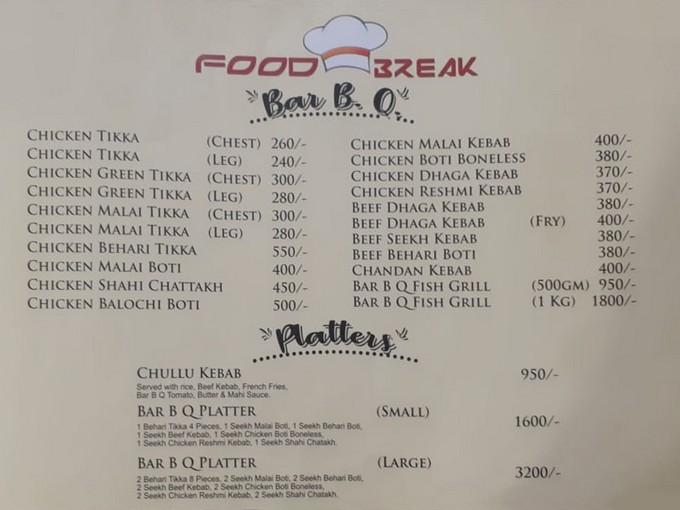 FOOD BREAK
Bar B. Q.
CHICKEN TIKKA (CHEST) 260/-
CHICKEN TIKKA (LEG) 240/-
CHICKEN GREEN TIKKA (CHEST) 300/-
CHICKEN GREEN TIKKA (LEG) 280/-
CHICKEN MALAI TIKKA (CHEST) 300/-
CHICKEN MALAI TIKKA (LEG) 280/-
CHICKEN BEHARI TIKKA 550/-
CHICKEN MALAI BOTI 400/-
CHICKEN SHAHI CHATTAKH 450/-
CHICKEN BALOCHI BOTI 500/-
CHICKEN MALAI KEBAB 400/-
CHICKEN BOTI BONELESS 380/-
CHICKEN DHAGA KEBAB 370/-
CHICKEN RESHMI KEBAB 370/-
BEEF DHAGA KEBAB 380/-
BEEF DHAGA KEBAB (FRY) 400/-
BEEF SEEKH KEBAB 380/-
BEEF BEHARI BOTI 380/-
CHANDAN KEBAB 400/-
BAR B Q FISH GRILL (500GM) 950/-
BAR B Q FISH GRILL (1 KG) 1800/-
Platters
CHULLU KEBAB 950/-
Served with rice, Beef Kebab, French Fries,
Bar B Q Tomato, Butter & Mahi Sauce.
BAR B Q PLATTER (SMALL) 1600/-
1 Behari Tikka 4 Pieces, 1 Seekh Malai Boti, 1 Seekh Behari Boti,
1 Seekh Beef Kebab, 1 Seekh Chicken Boti Boneless,
1 Seekh Chicken Reshmi Kebab, 1 Seekh Shahi Chatakh.
BAR B Q PLATTER (LARGE) 3200/-
2 Behari Tikka 8 Pieces, 2 Seekh Malai Boti, 2 Seekh Behari Boti,
2 Seekh Beef Kebab, 2 Seekh Chicken Boti Boneless,
2 Seekh Chicken Reshmi Kebab, 2 Seekh Shahi Chatakh.